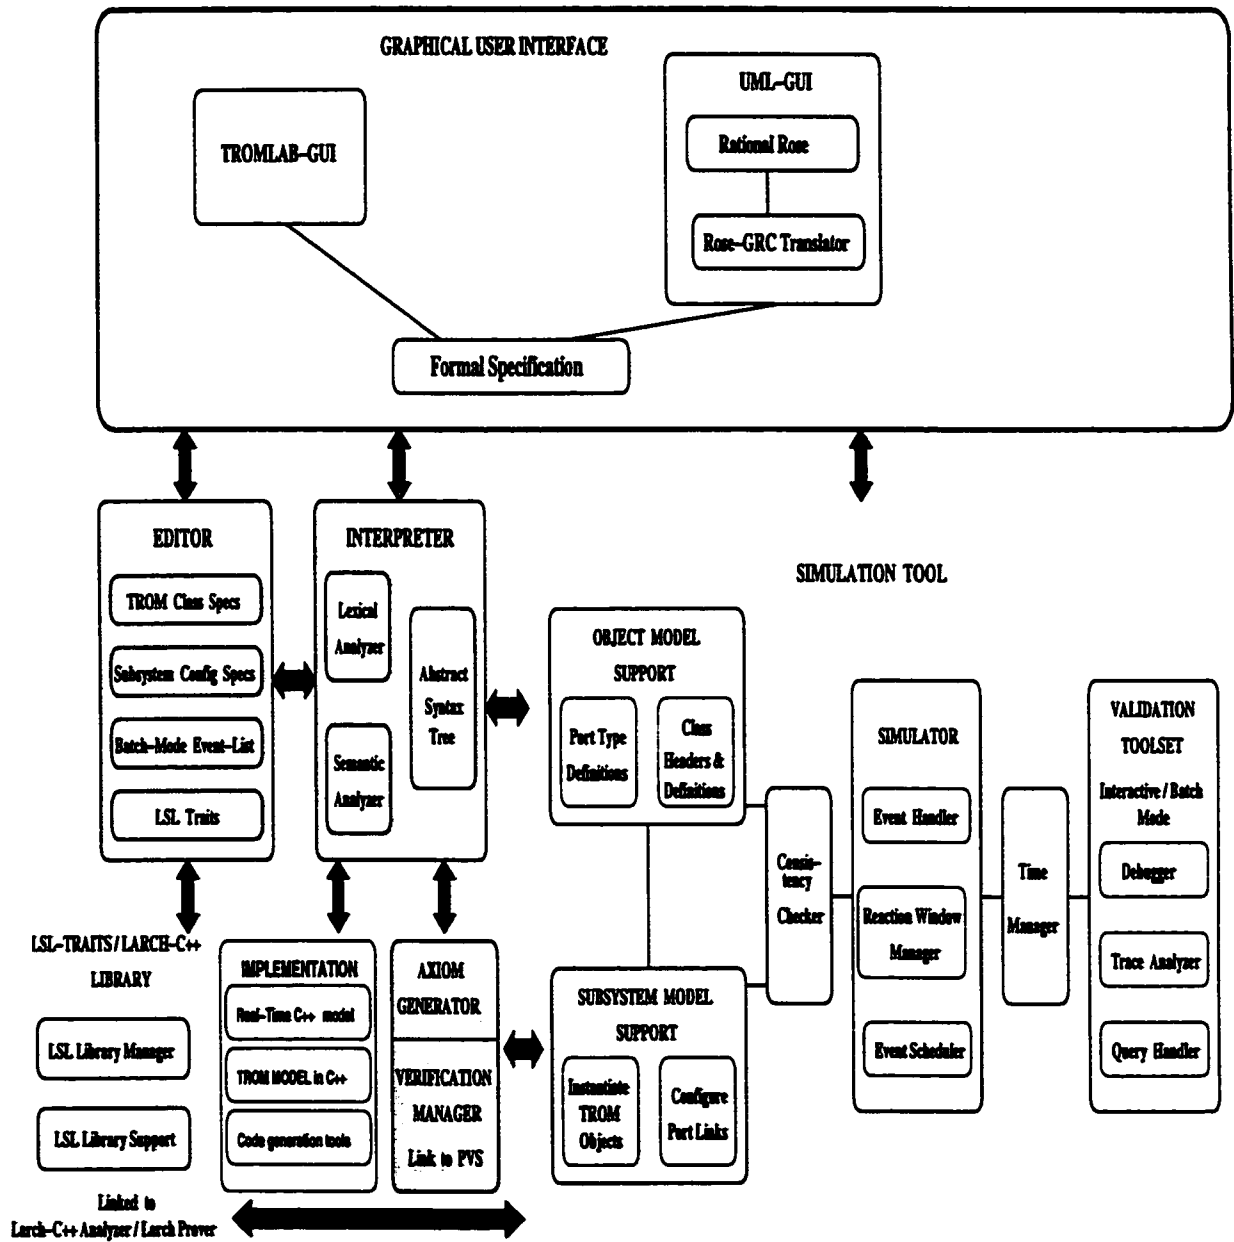 GRAPHICAL USER INTERFACE
UML-GUI
TROMLAB-GUI
Rational Rose
Rose-GRC Translator
Formal Specification
EDITOR
TROM Class Specs
Subsystem Config Specs
Batch-Mode Event-List
LSL Traits
INTERPRETER
Lexical
Analyzer
Abstract
Syntax
Tree
Semantic
Analyzer
SIMULATION TOOL
OBJECT MODEL
SUPPORT
Port Type
Definitions
Class
Headers &
Definitions
SIMULATOR
Event Handler
Reaction Window
Manager
Event Scheduler
Consis-
tency
Checker
Time
Manager
VALIDATION
TOOLSET
Interactive / Batch
Mode
Debugger
Trace Analyzer
Query Handler
LSL-TRAITS / LARCH-C++
LIBRARY
LSL Library Manager
LSL Library Support
Linked to
Larch-C++ Analyzer / Larch Prover
IMPLEMENTATION
Real-Time C++ model
TROM MODEL in C++
Code generation tools
AXIOM
GENERATOR
VERIFICATION
MANAGER
Link to PVS
SUBSYSTEM MODEL
SUPPORT
Instantiate
TROM
Objects
Configure
Port Links